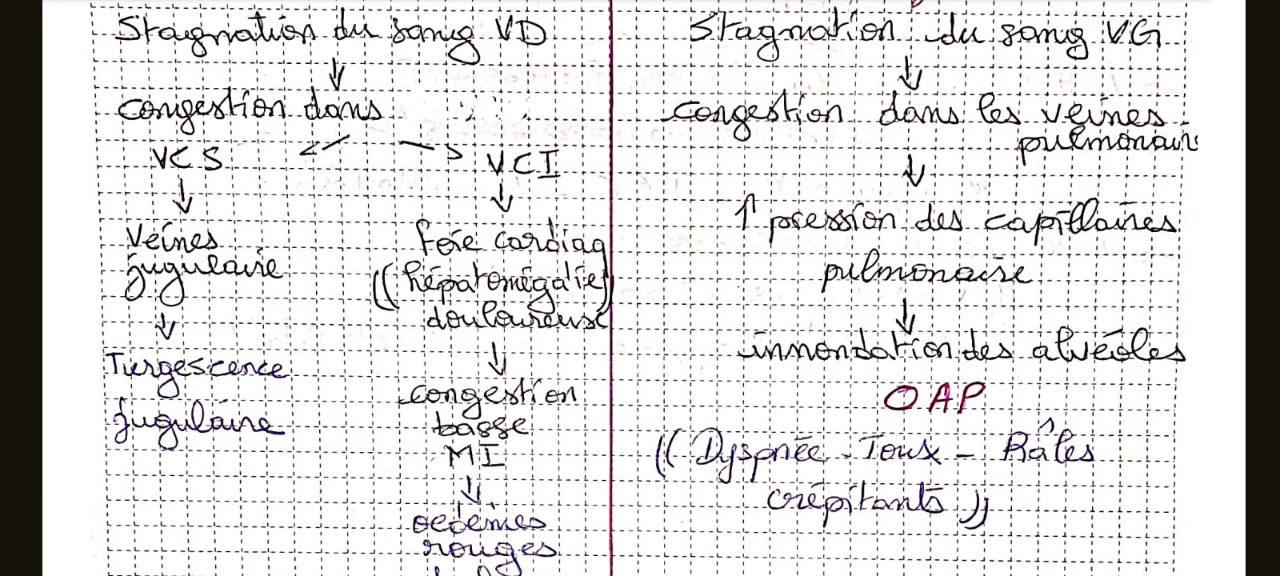 Stagnation du sang VD
↓
congestion dans
VCS ↙ ↘ VCI
↓ ↓
Veines
jugulaire
↓
Turgescence
jugulaire
foie cardiaq
(( hépatomégalie
douloureuse
↓
congestion
basse
MI
↓
oedèmes
rouges
Stagnation du sang VG
↓
congestion dans les veines
pulmonaire
↓
↑ pression des capillaires
pulmonaire
↓
innondation des alvéoles
OAP
(( Dyspnée - Toux - Râles
crépitants ))